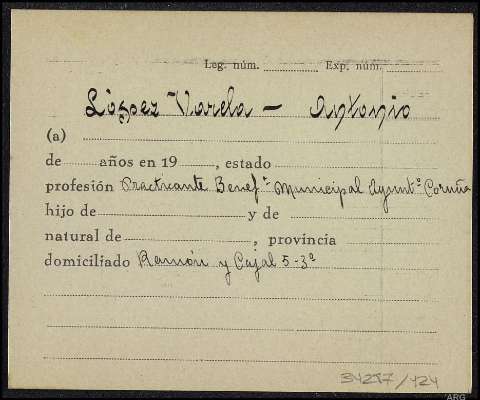 Leg. núm. Exp. núm.
López Varela - Antonio
(a)
de años en 19 , estado
profesión Practicante Benef.ª Municipal Ayunt.º Coruña
hijo de y de
natural de , provincia
domiciliado Ramón y Cajal 5-3º
34297/424
ARG